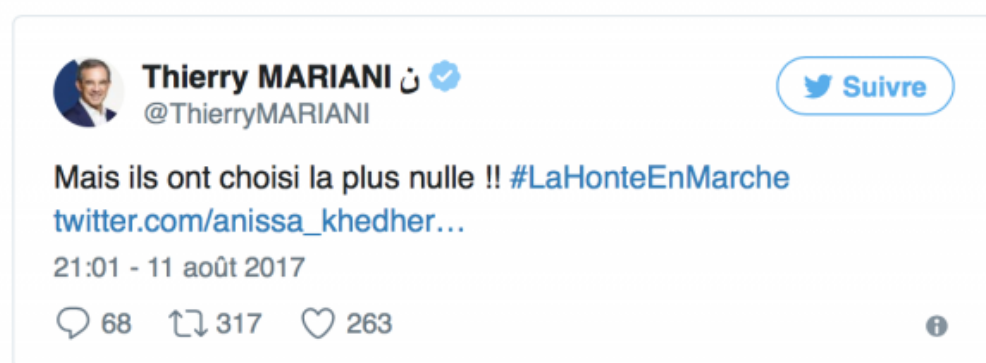 Thierry MARIANI ن
@ThierryMARIANI
Suivre
Mais ils ont choisi la plus nulle !! #LaHonteEnMarche
twitter.com/anissa_khedher…
21:01 - 11 août 2017
68 317 263